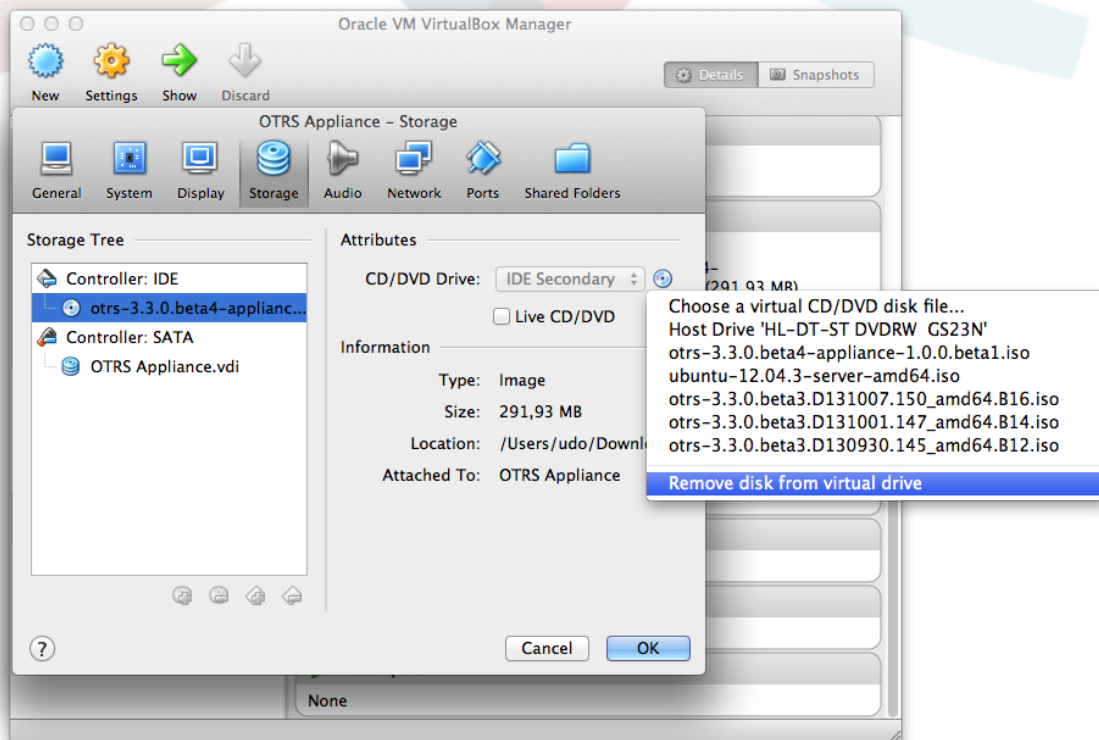 Oracle VM VirtualBox Manager
New Settings Show Discard
Details Snapshots
OTRS Appliance – Storage
General System Display Storage Audio Network Ports Shared Folders
Storage Tree
Controller: IDE
otrs-3.3.0.beta4-applianc...
Controller: SATA
OTRS Appliance.vdi
Attributes
CD/DVD Drive: IDE Secondary
Live CD/DVD
Information
Type: Image
Size: 291,93 MB
Location: /Users/udo/Downl
Attached To: OTRS Appliance
(291,93 MB)
Choose a virtual CD/DVD disk file...
Host Drive 'HL-DT-ST DVDRW GS23N'
otrs-3.3.0.beta4-appliance-1.0.0.beta1.iso
ubuntu-12.04.3-server-amd64.iso
otrs-3.3.0.beta3.D131007.150_amd64.B16.iso
otrs-3.3.0.beta3.D131001.147_amd64.B14.iso
otrs-3.3.0.beta3.D130930.145_amd64.B12.iso
Remove disk from virtual drive
?
Cancel OK
None